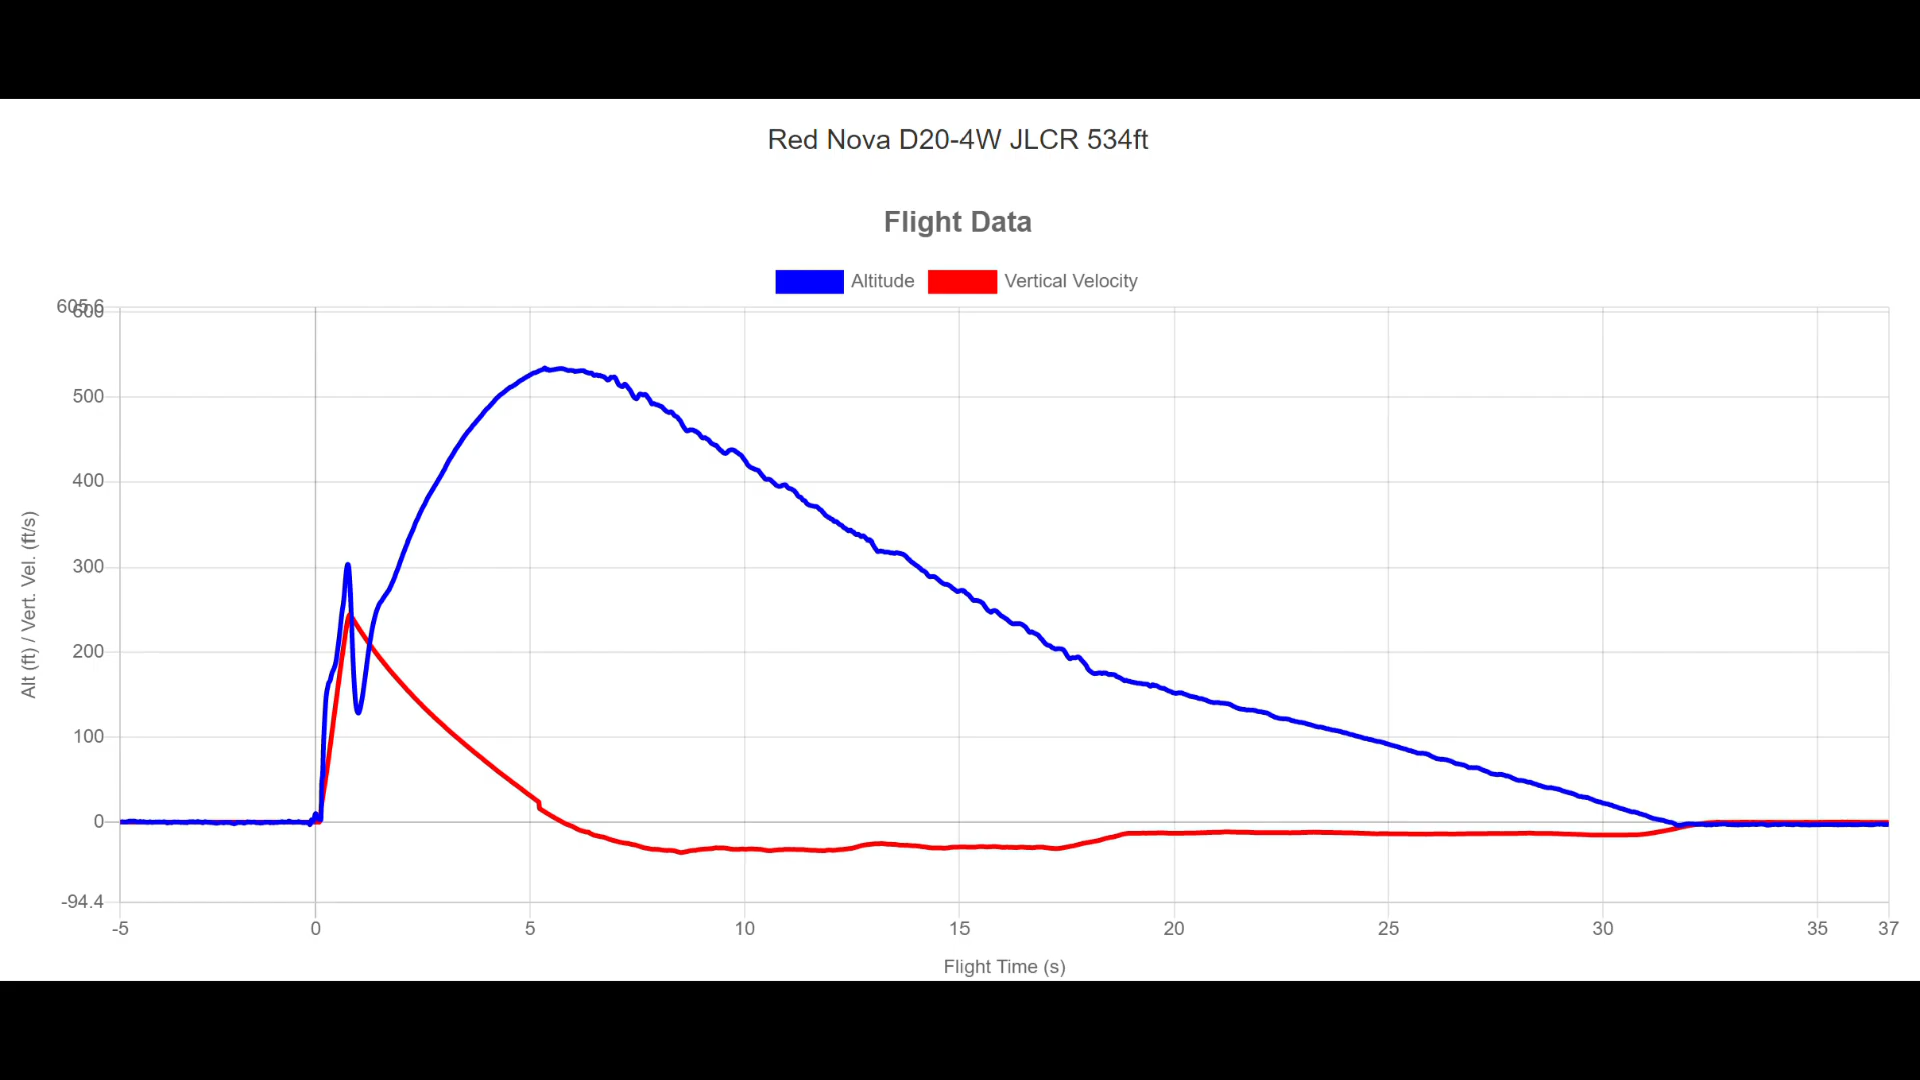 Red Nova D20-4W JLCR 534ft
Flight Data
Altitude Vertical Velocity
605.6
600
500
400
300
200
100
0
-94.4
Alt (ft) / Vert. Vel. (ft/s)
-5 0 5 10 15 20 25 30 35 37
Flight Time (s)